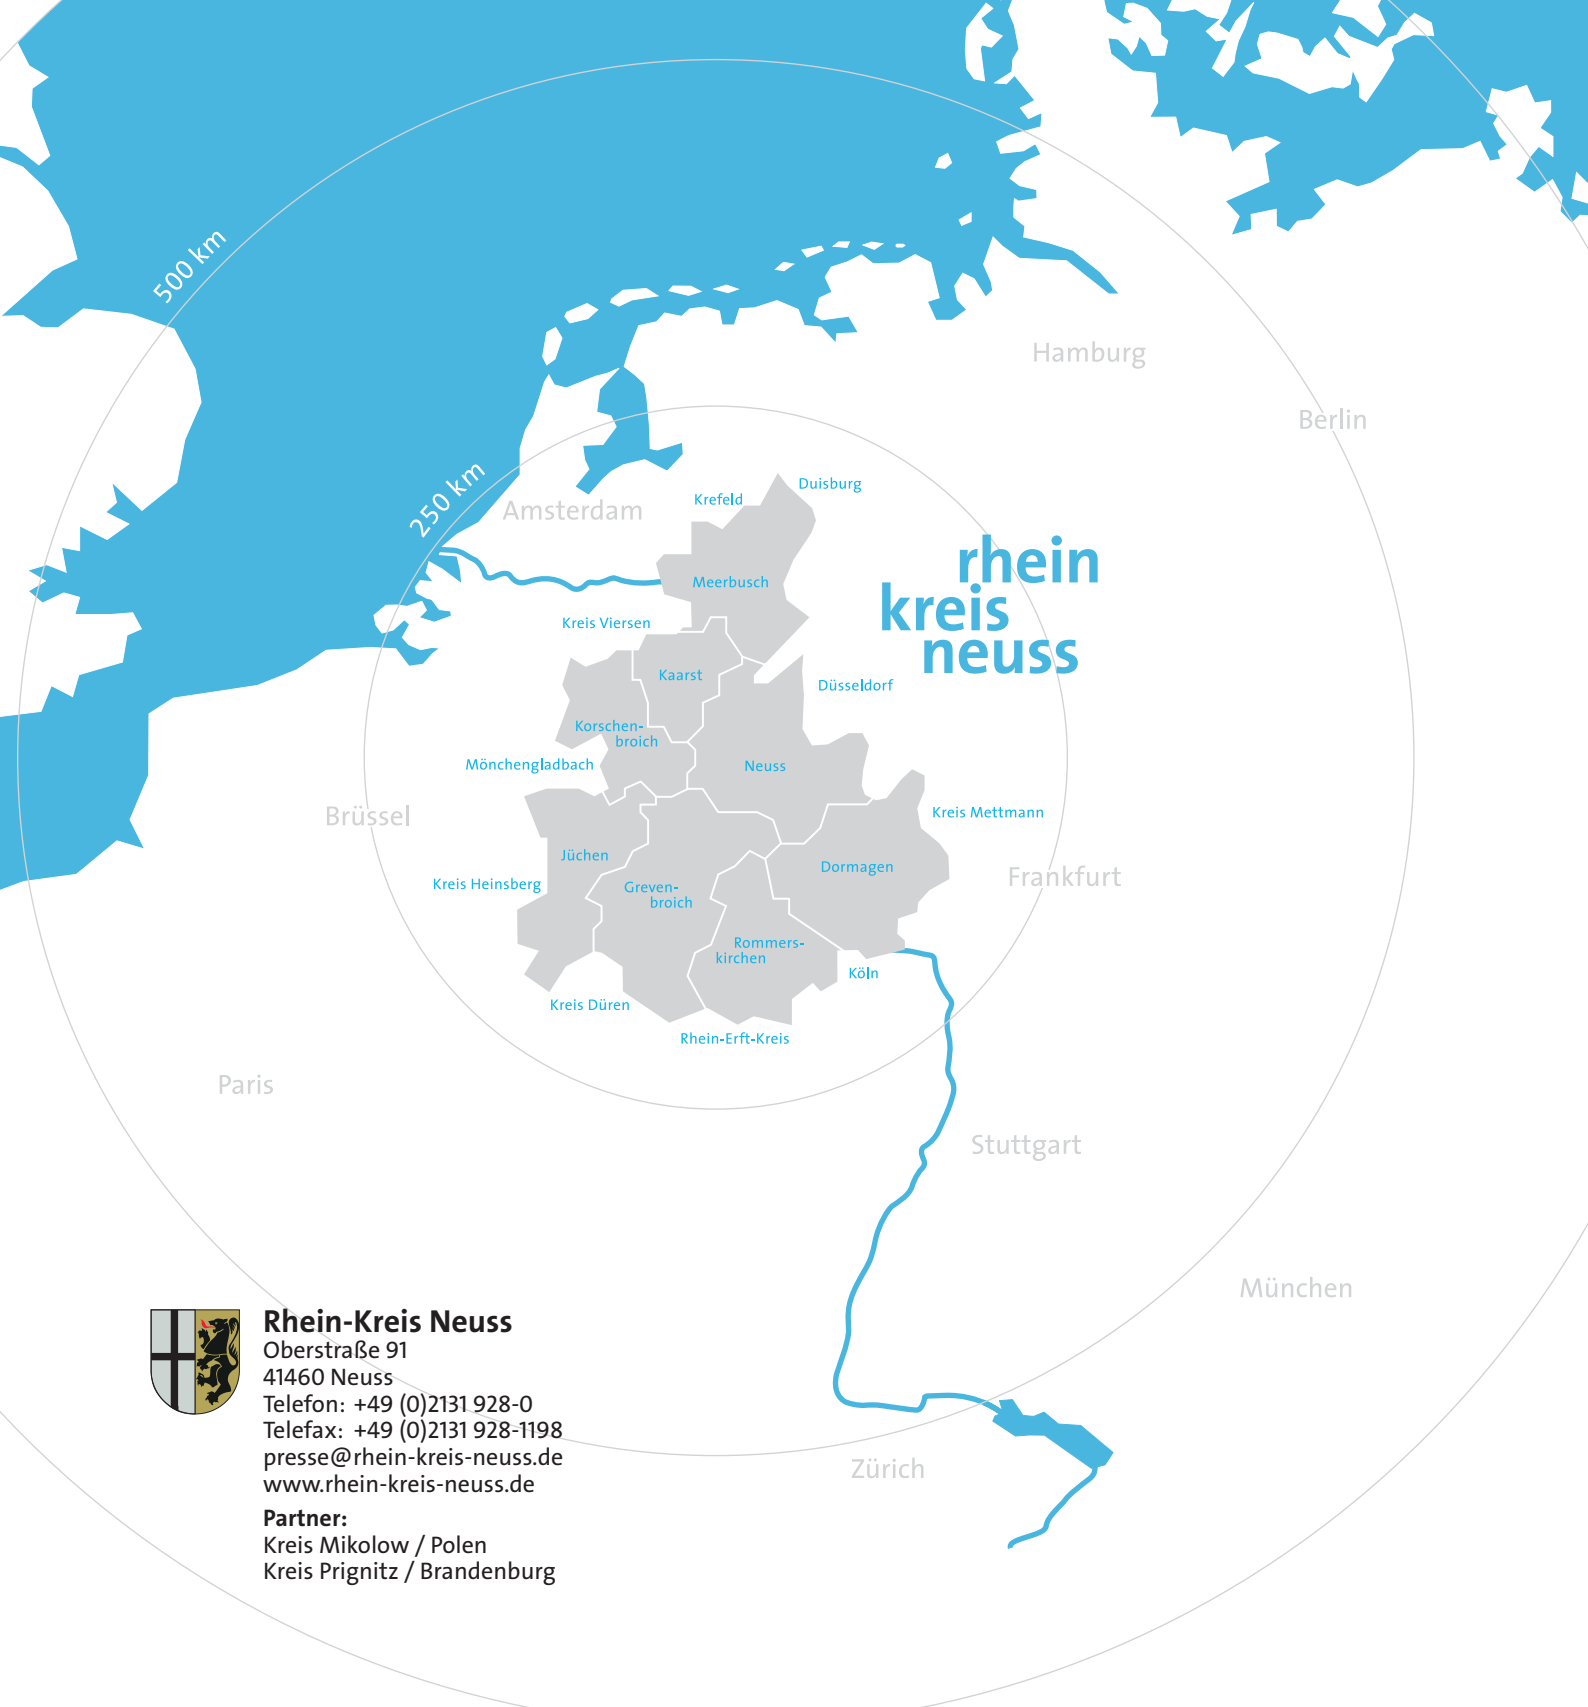 500 km
Hamburg
Berlin
250 km
Amsterdam
Krefeld
Duisburg
rhein
kreis
neuss
Meerbusch
Kreis Viersen
Kaarst
Düsseldorf
Korschen-
broich
Mönchengladbach
Neuss
Brüssel
Kreis Mettmann
Jüchen
Dormagen
Frankfurt
Kreis Heinsberg
Greven-
broich
Rommers-
kirchen
Köln
Kreis Düren
Rhein-Erft-Kreis
Paris
Stuttgart
München
Zürich
Rhein-Kreis Neuss
Oberstraße 91
41460 Neuss
Telefon: +49 (0)2131 928-0
Telefax: +49 (0)2131 928-1198
presse@rhein-kreis-neuss.de
www.rhein-kreis-neuss.de
Partner:
Kreis Mikolow / Polen
Kreis Prignitz / Brandenburg